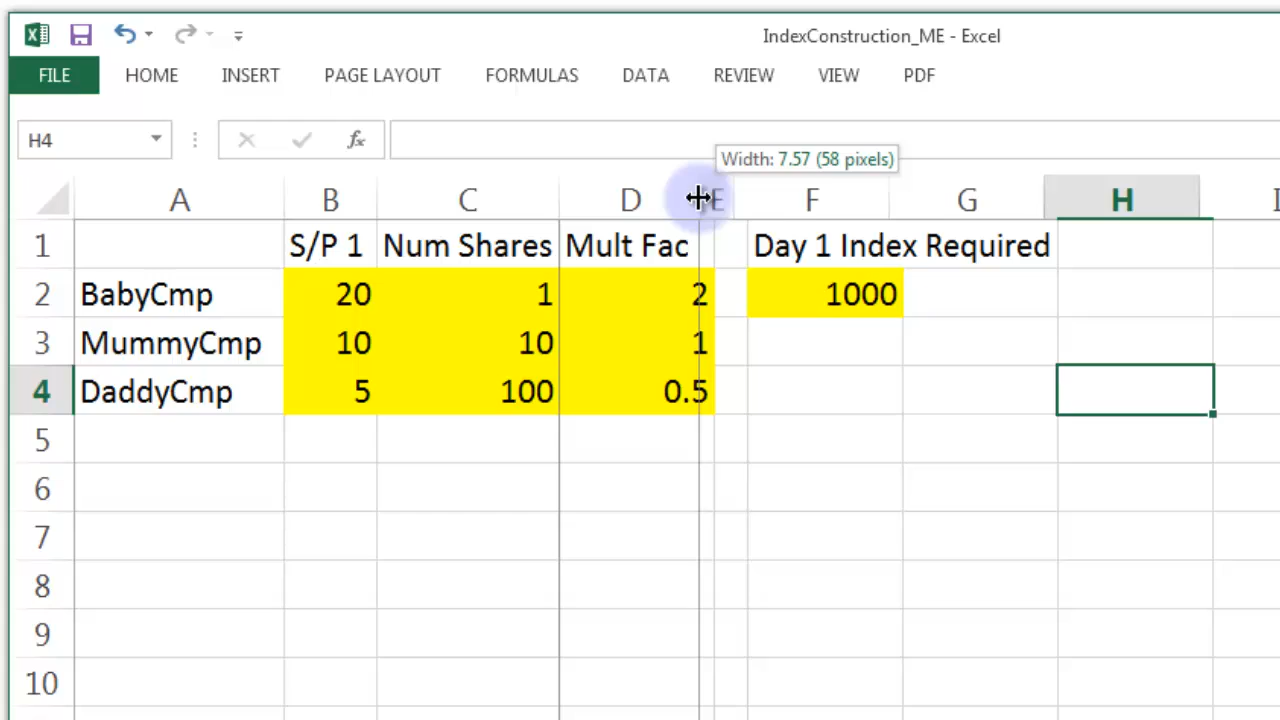 IndexConstruction_ME - Excel
FILE HOME INSERT PAGE LAYOUT FORMULAS DATA REVIEW VIEW PDF
H4 fx
Width: 7.57 (58 pixels)
A B C D E F G H I
1 S/P 1 Num Shares Mult Fac Day 1 Index Required
2 BabyCmp 20 1 2 1000
3 MummyCmp 10 10 1
4 DaddyCmp 5 100 0.5
5
6
7
8
9
10